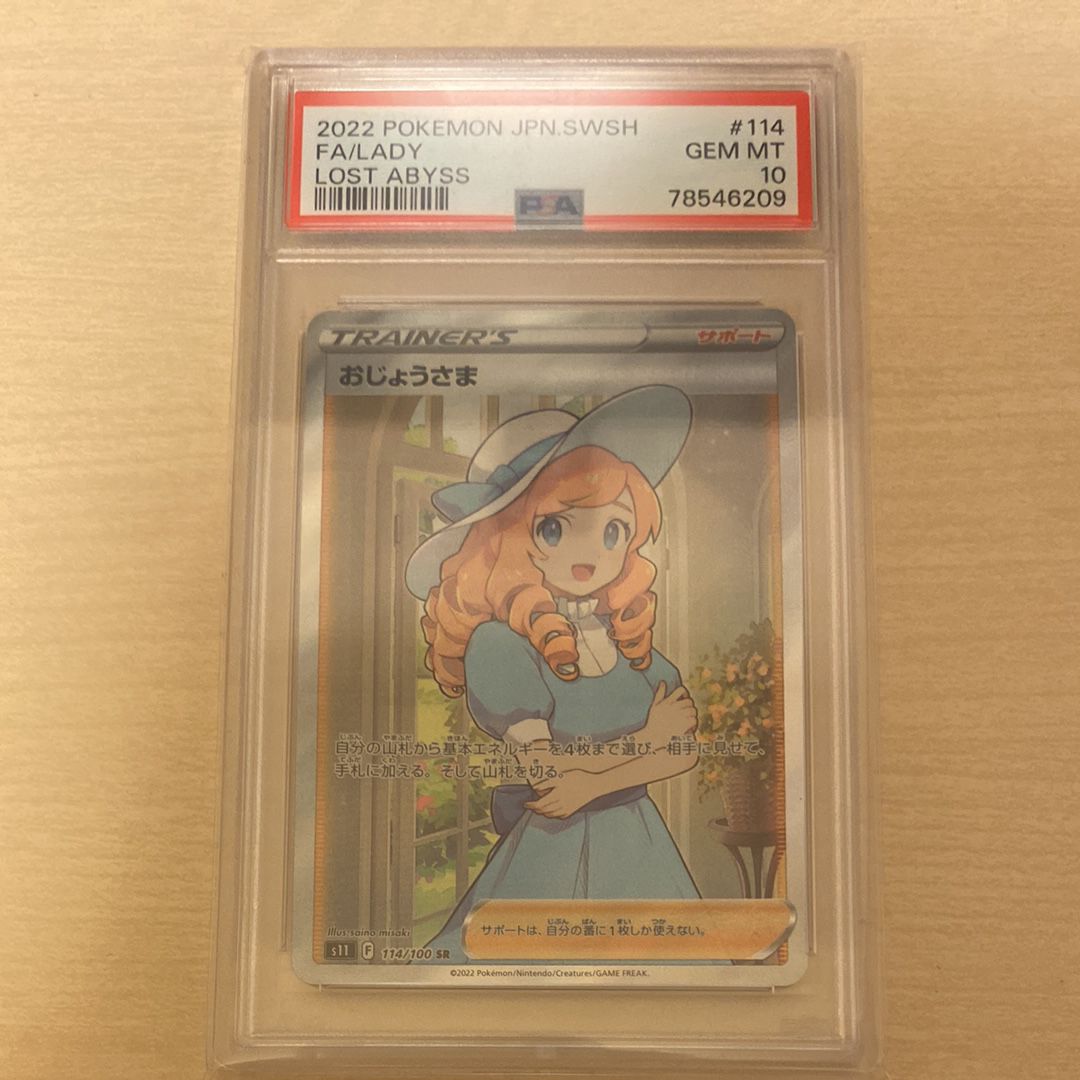 2022 POKEMON JPN.SWSH #114
FA/LADY GEM MT
LOST ABYSS 10
PSA 78546209
TRAINER'S サポート
おじょうさま
自分の山札から基本エネルギーを4枚まで選び、相手に見せて、
手札に加える。そして山札を切る。
サポートは、自分の番に1枚しか使えない。
Illus. saino misaki
s11 F 114/100 SR
©2022 Pokémon/Nintendo/Creatures/GAME FREAK.